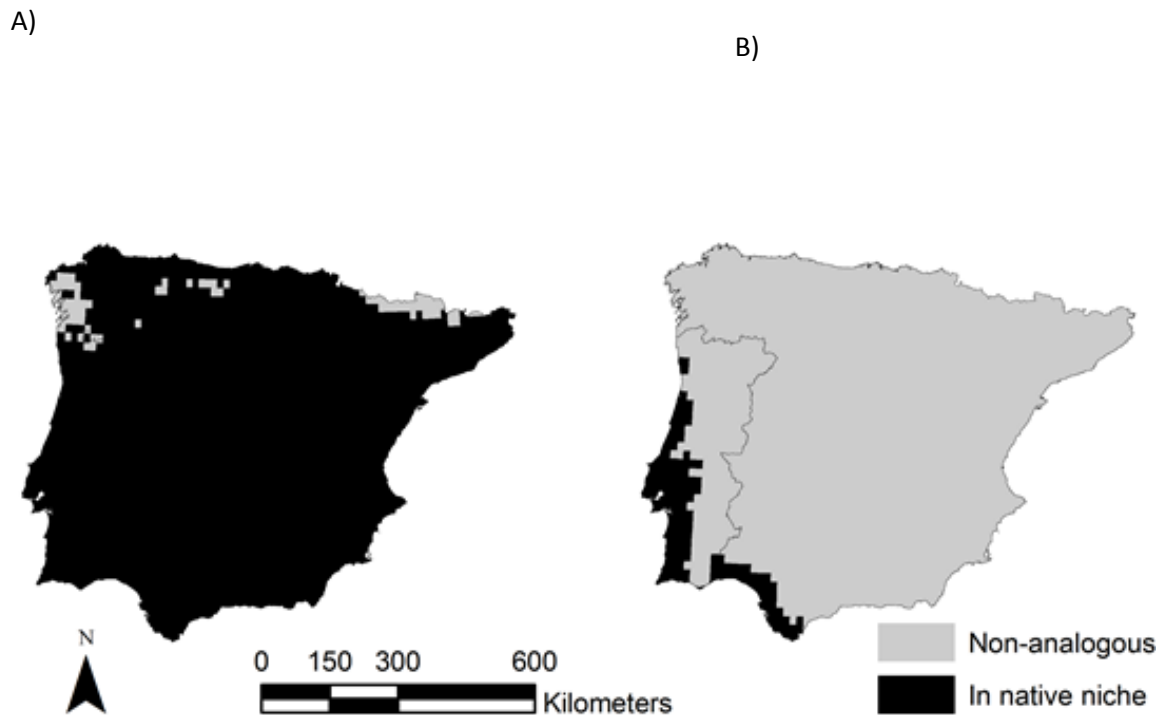 A)
B)
N
0 150 300 600
Kilometers
Non-analogous
In native niche